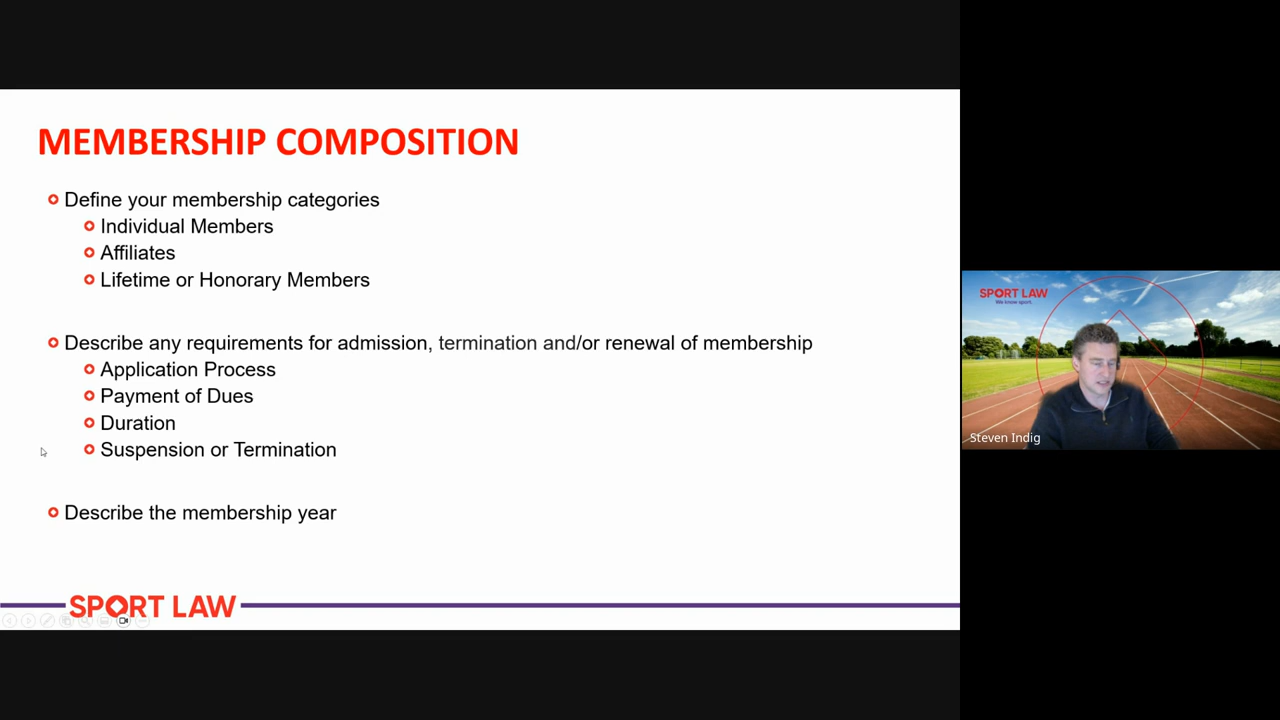 MEMBERSHIP COMPOSITION
Define your membership categories
Individual Members
Affiliates
Lifetime or Honorary Members
Describe any requirements for admission, termination and/or renewal of membership
Application Process
Payment of Dues
Duration
Suspension or Termination
Describe the membership year
SPORT LAW
SPORT LAW
We know sport.
Steven Indig